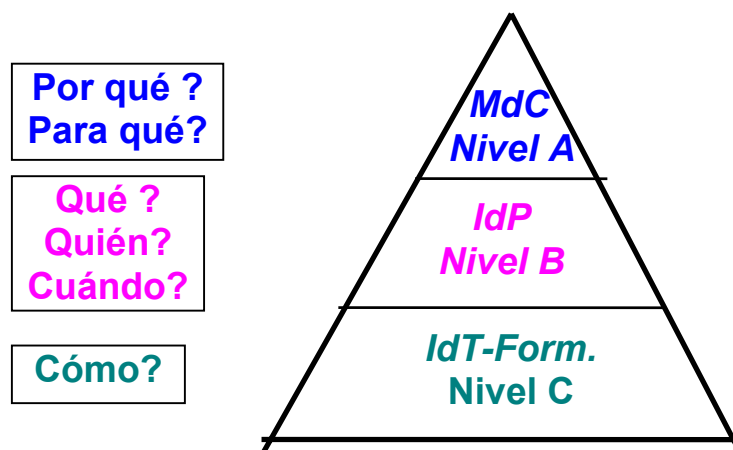 Por qué ?
Para qué?
MdC
Nivel A
Qué ?
Quién?
Cuándo?
IdP
Nivel B
Cómo?
IdT-Form.
Nivel C